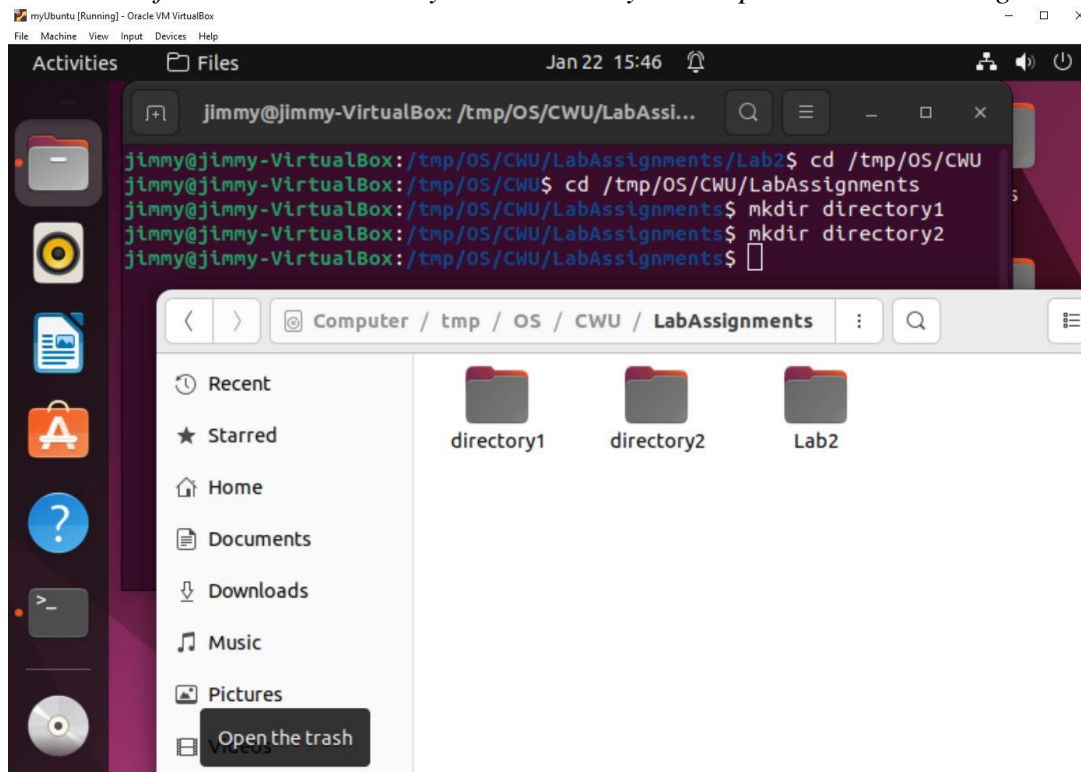 myUbuntu [Running] - Oracle VM VirtualBox
File Machine View Input Devices Help
Activities Files Jan 22 15:46
jimmy@jimmy-VirtualBox: /tmp/OS/CWU/LabAssi...
jimmy@jimmy-VirtualBox:/tmp/OS/CWU/LabAssignments/Lab2$ cd /tmp/OS/CWU
jimmy@jimmy-VirtualBox:/tmp/OS/CWU$ cd /tmp/OS/CWU/LabAssignments
jimmy@jimmy-VirtualBox:/tmp/OS/CWU/LabAssignments$ mkdir directory1
jimmy@jimmy-VirtualBox:/tmp/OS/CWU/LabAssignments$ mkdir directory2
jimmy@jimmy-VirtualBox:/tmp/OS/CWU/LabAssignments$
Computer / tmp / OS / CWU / LabAssignments
Recent
Starred
Home
Documents
Downloads
Music
Pictures
Videos
Open the trash
directory1 directory2 Lab2